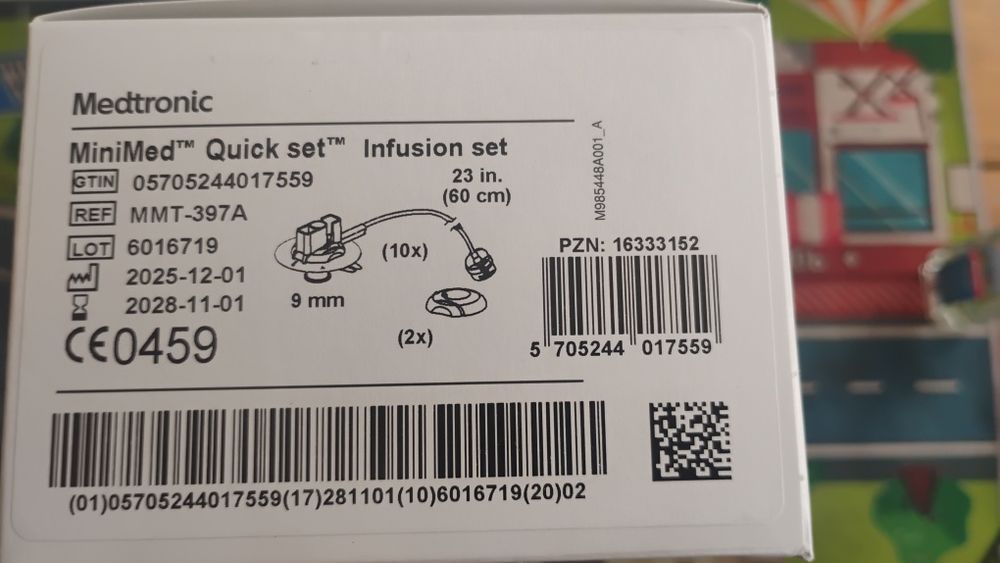 Medtronic
MiniMed™ Quick set™ Infusion set
GTIN 05705244017559
23 in.
(60 cm)
REF MMT-397A
LOT 6016719
(10x)
2025-12-01
2028-11-01
9 mm
(2x)
CE0459
M985448A001_A
PZN: 16333152
5 705244 017559
(01)05705244017559(17)281101(10)6016719(20)02